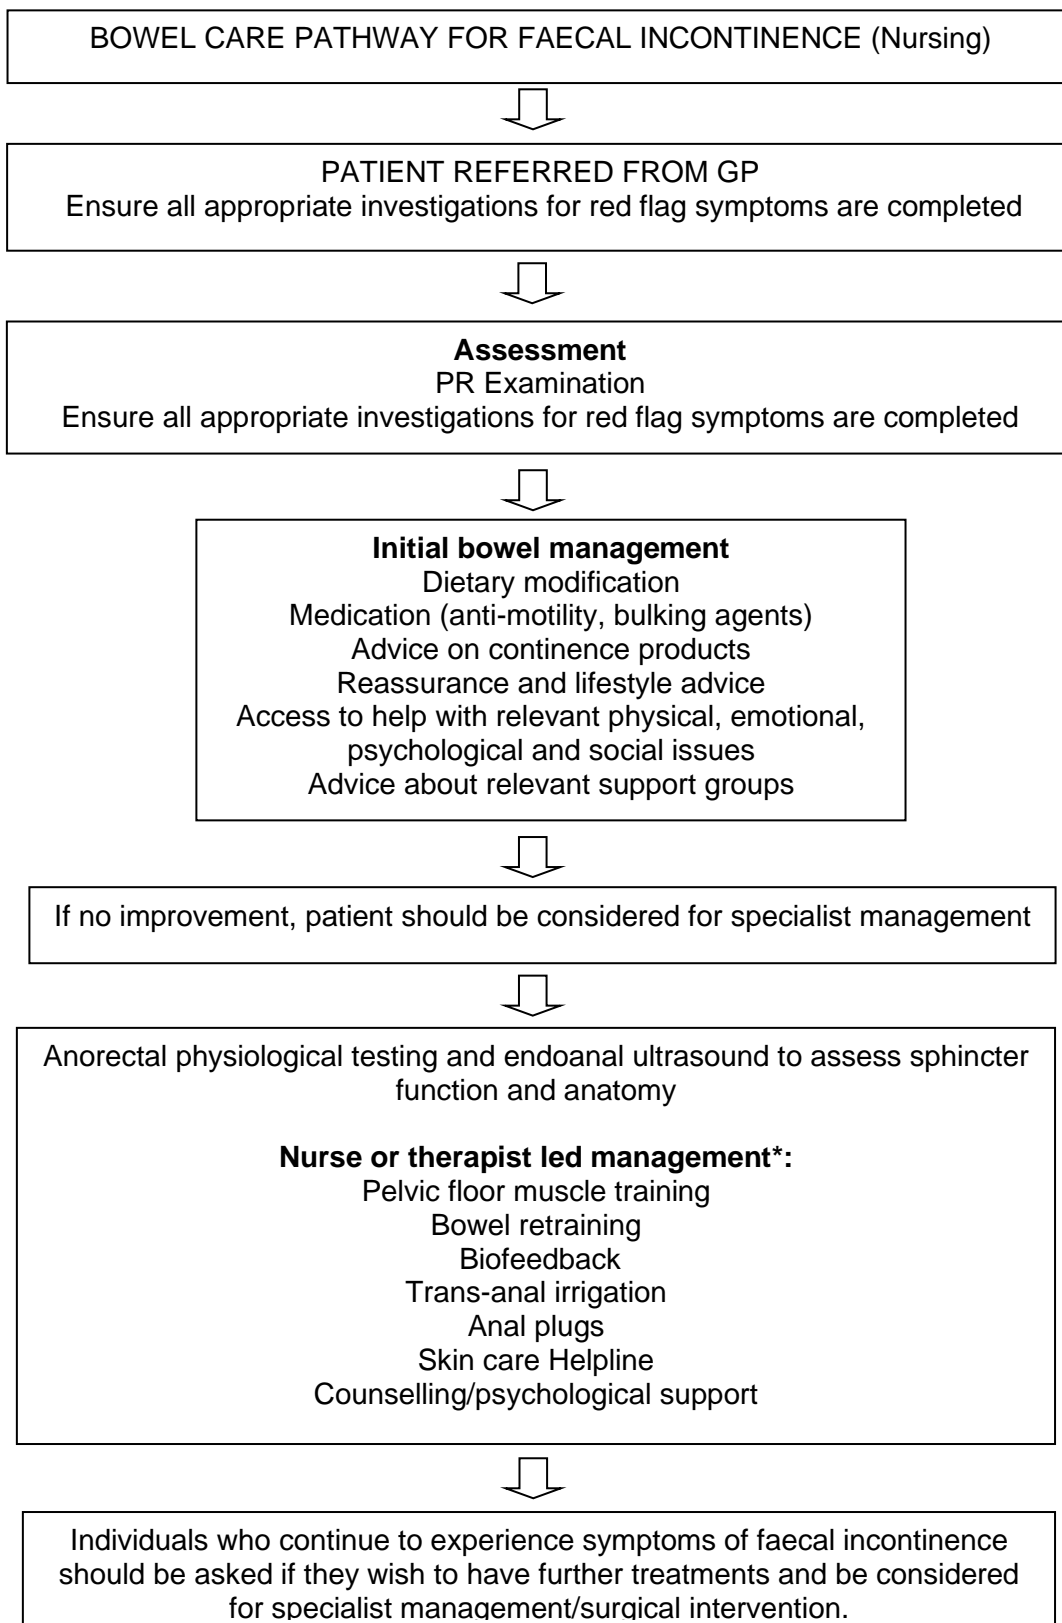 BOWEL CARE PATHWAY FOR FAECAL INCONTINENCE (Nursing)
PATIENT REFERRED FROM GP
Ensure all appropriate investigations for red flag symptoms are completed
Assessment
PR Examination
Ensure all appropriate investigations for red flag symptoms are completed
Initial bowel management
Dietary modification
Medication (anti-motility, bulking agents)
Advice on continence products
Reassurance and lifestyle advice
Access to help with relevant physical, emotional,
psychological and social issues
Advice about relevant support groups
If no improvement, patient should be considered for specialist management
Anorectal physiological testing and endoanal ultrasound to assess sphincter
function and anatomy
Nurse or therapist led management*:
Pelvic floor muscle training
Bowel retraining
Biofeedback
Trans-anal irrigation
Anal plugs
Skin care Helpline
Counselling/psychological support
Individuals who continue to experience symptoms of faecal incontinence
should be asked if they wish to have further treatments and be considered
for specialist management/surgical intervention.